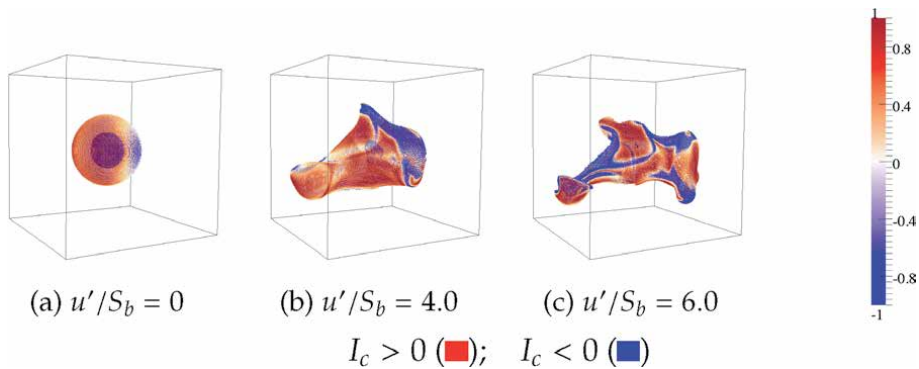 1
0.8
0.4
0
-0.4
-0.8
-1
(a) u′/S_b = 0
(b) u′/S_b = 4.0
(c) u′/S_b = 6.0
I_c > 0 (■); I_c < 0 (■)